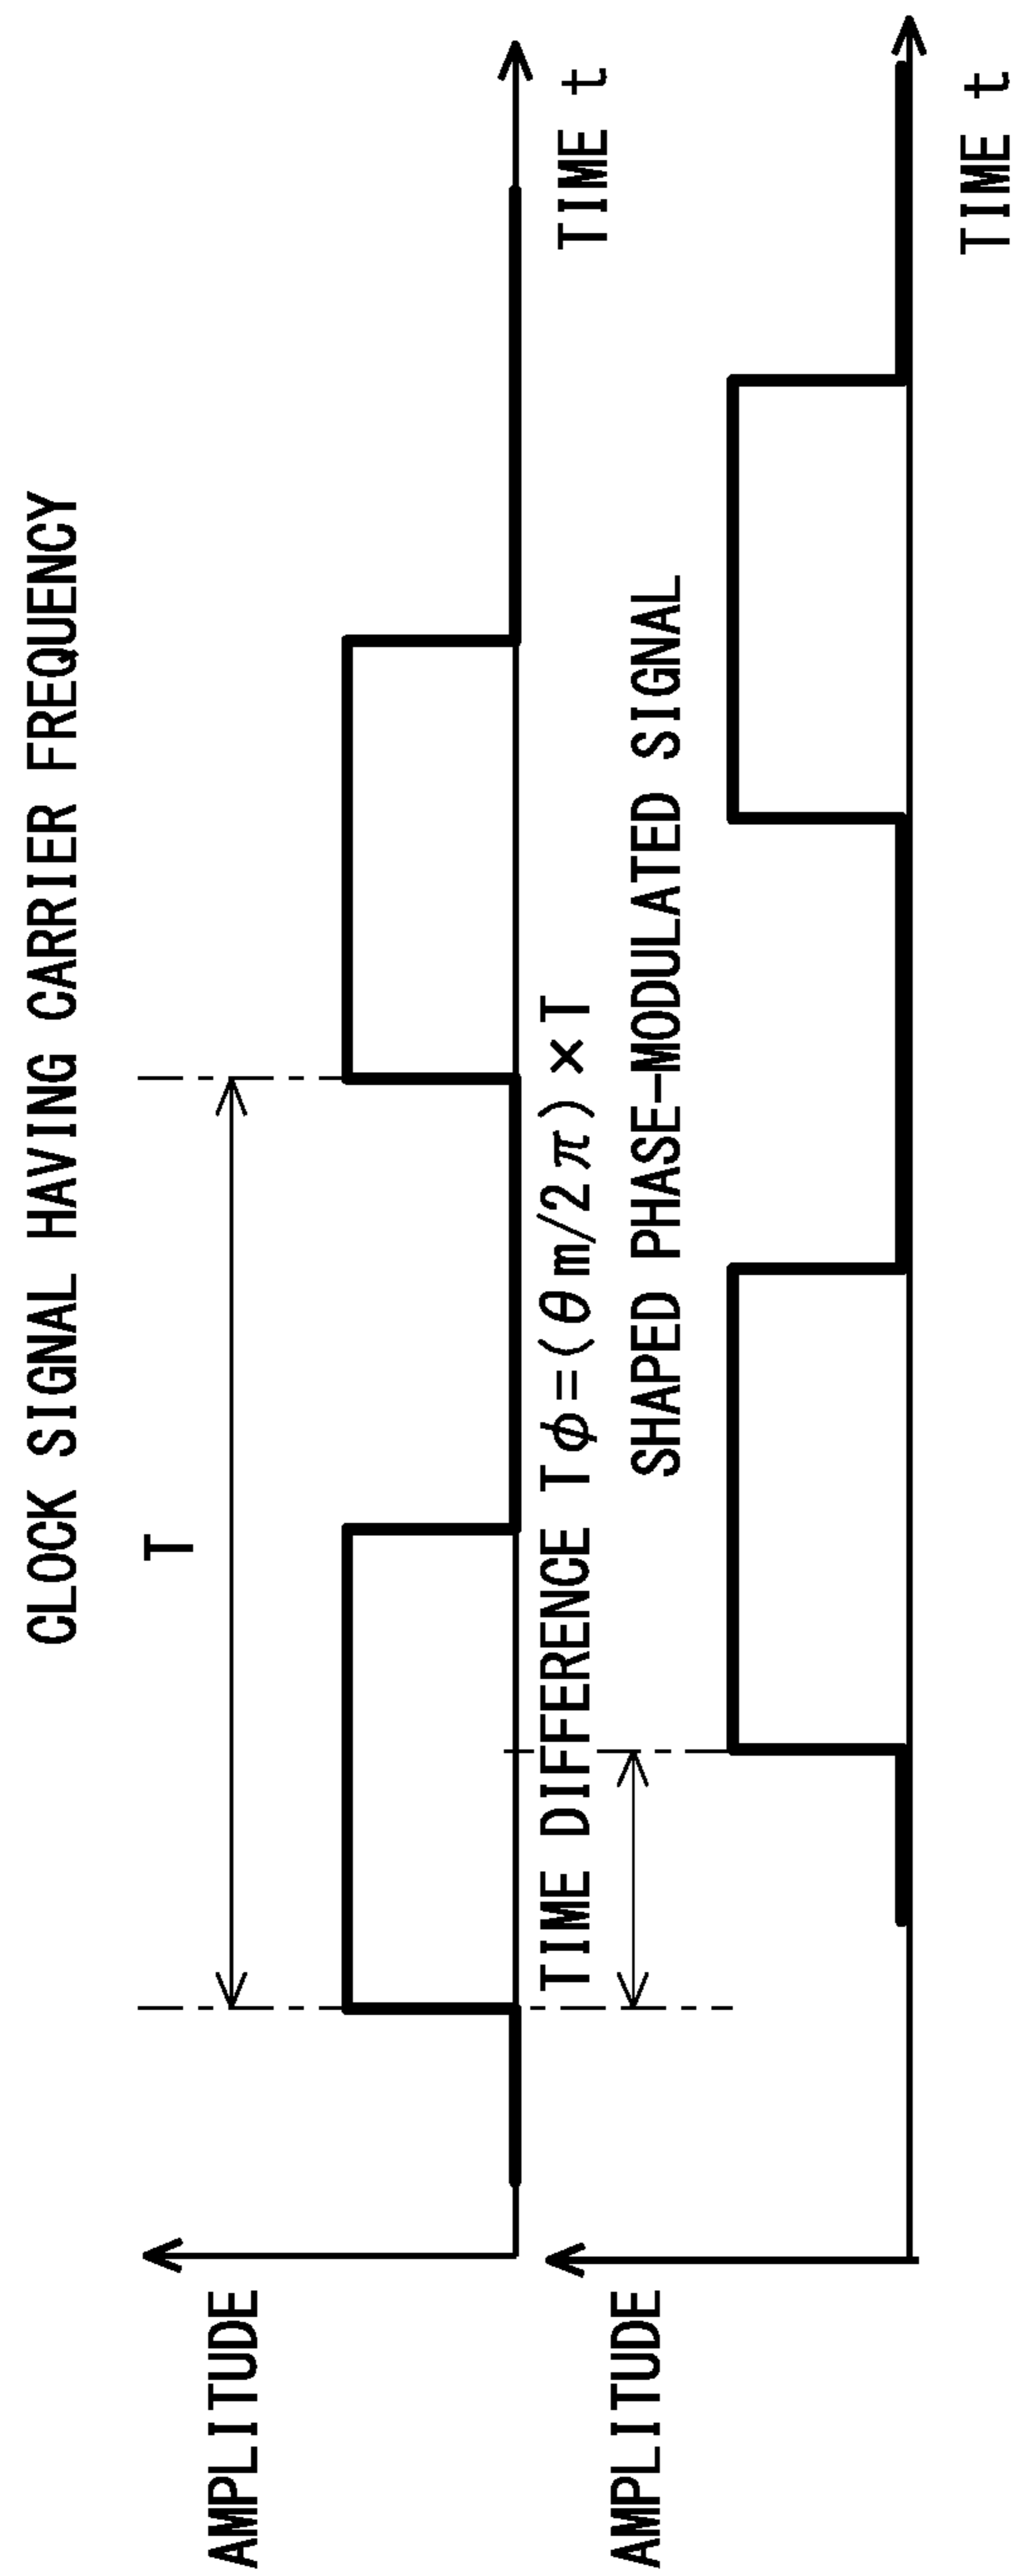 CLOCK SIGNAL HAVING CARRIER FREQUENCY
T
AMPLITUDE
TIME t
TIME DIFFERENCE Tφ=(θm/2π)×T
SHAPED PHASE-MODULATED SIGNAL
AMPLITUDE
TIME t